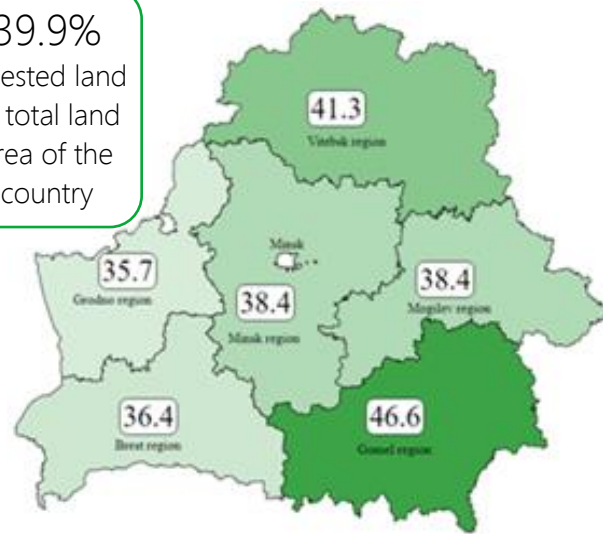 39.9%
ested land
total land
rea of the
country
41.3
Vitebsk region
Minsk
35.7
Grodno region
38.4
Minsk region
38.4
Mogilev region
36.4
Brest region
46.6
Gomel region